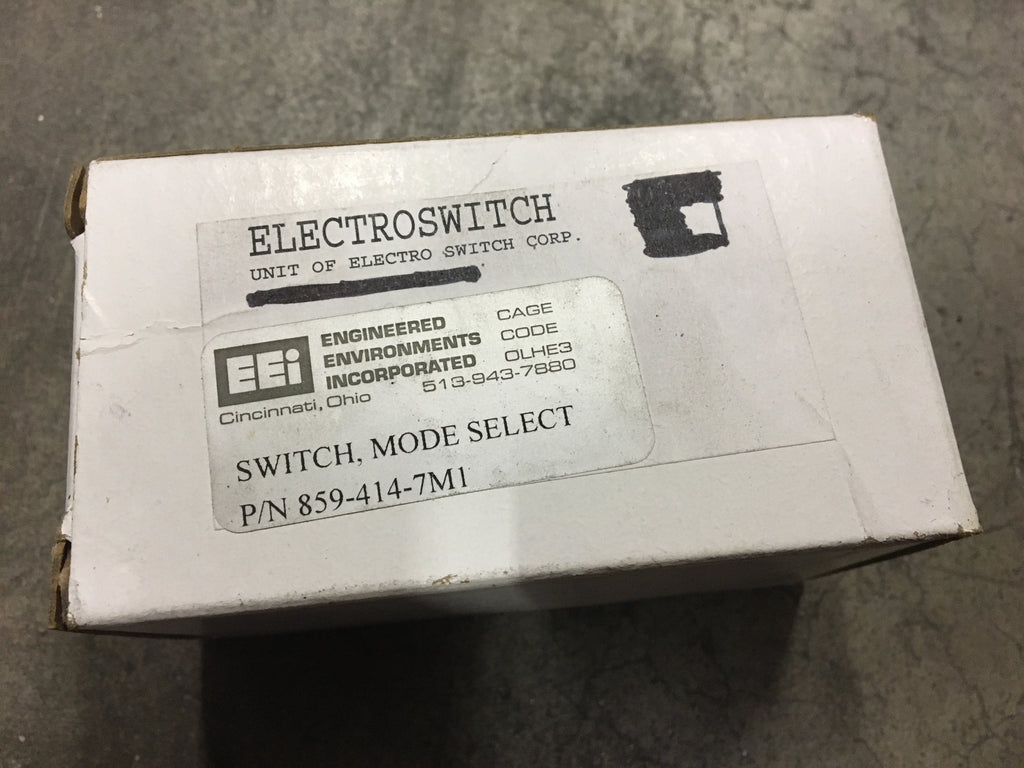 ELECTROSWITCH
UNIT OF ELECTRO SWITCH CORP.
EEi
ENGINEERED
ENVIRONMENTS
INCORPORATED
Cincinnati, Ohio
CAGE
CODE
OLHE3
513-943-7880
SWITCH, MODE SELECT
P/N 859-414-7M1